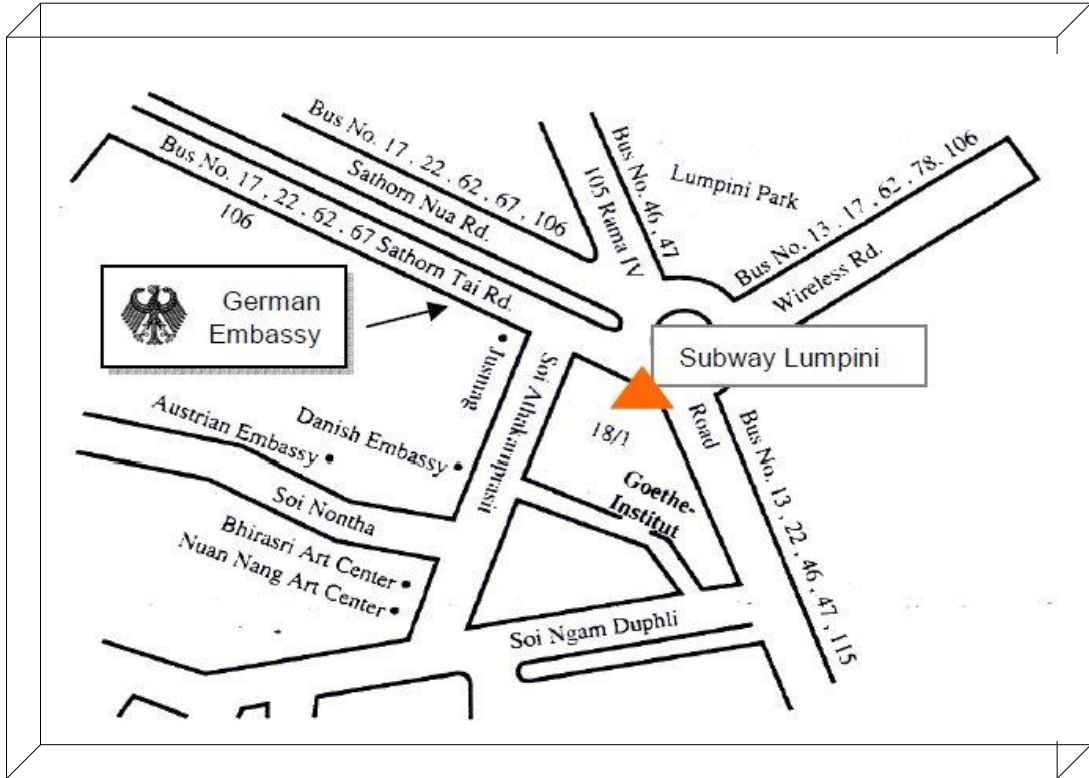 Bus No. 17 , 22 , 62 , 67 , 106
Sathorn Nua Rd.
Bus No. 17 , 22 , 62 , 67 Sathorn Tai Rd.
106
105 Rama IV
Bus No. 46 , 47
Lumpini Park
Bus No. 13 , 17 , 62 , 78. 106
Wireless Rd.
German
Embassy
Subway Lumpini
Jusmag
Soi Athakarnprasit
Austrian Embassy
Danish Embassy
18/1
Road
Goethe-
Institut
Bus No. 13 , 22 , 46 , 47 , 115
Soi Nontha
Bhirasri Art Center
Nuan Nang Art Center
Soi Ngam Duphli